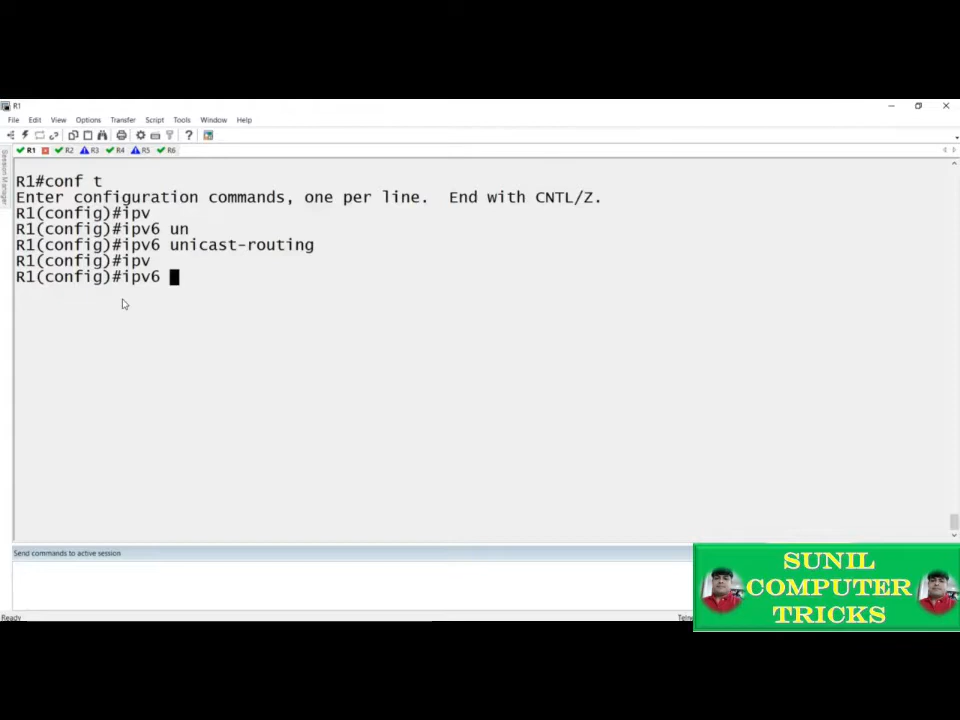 R1
File Edit View Options Transfer Script Tools Window Help
R1 R2 R3 R4 R5 R6
Session Manager
R1#conf t
Enter configuration commands, one per line.  End with CNTL/Z.
R1(config)#ipv
R1(config)#ipv6 un
R1(config)#ipv6 unicast-routing
R1(config)#ipv
R1(config)#ipv6
Send commands to active session
SUNIL
COMPUTER
TRICKS
Ready